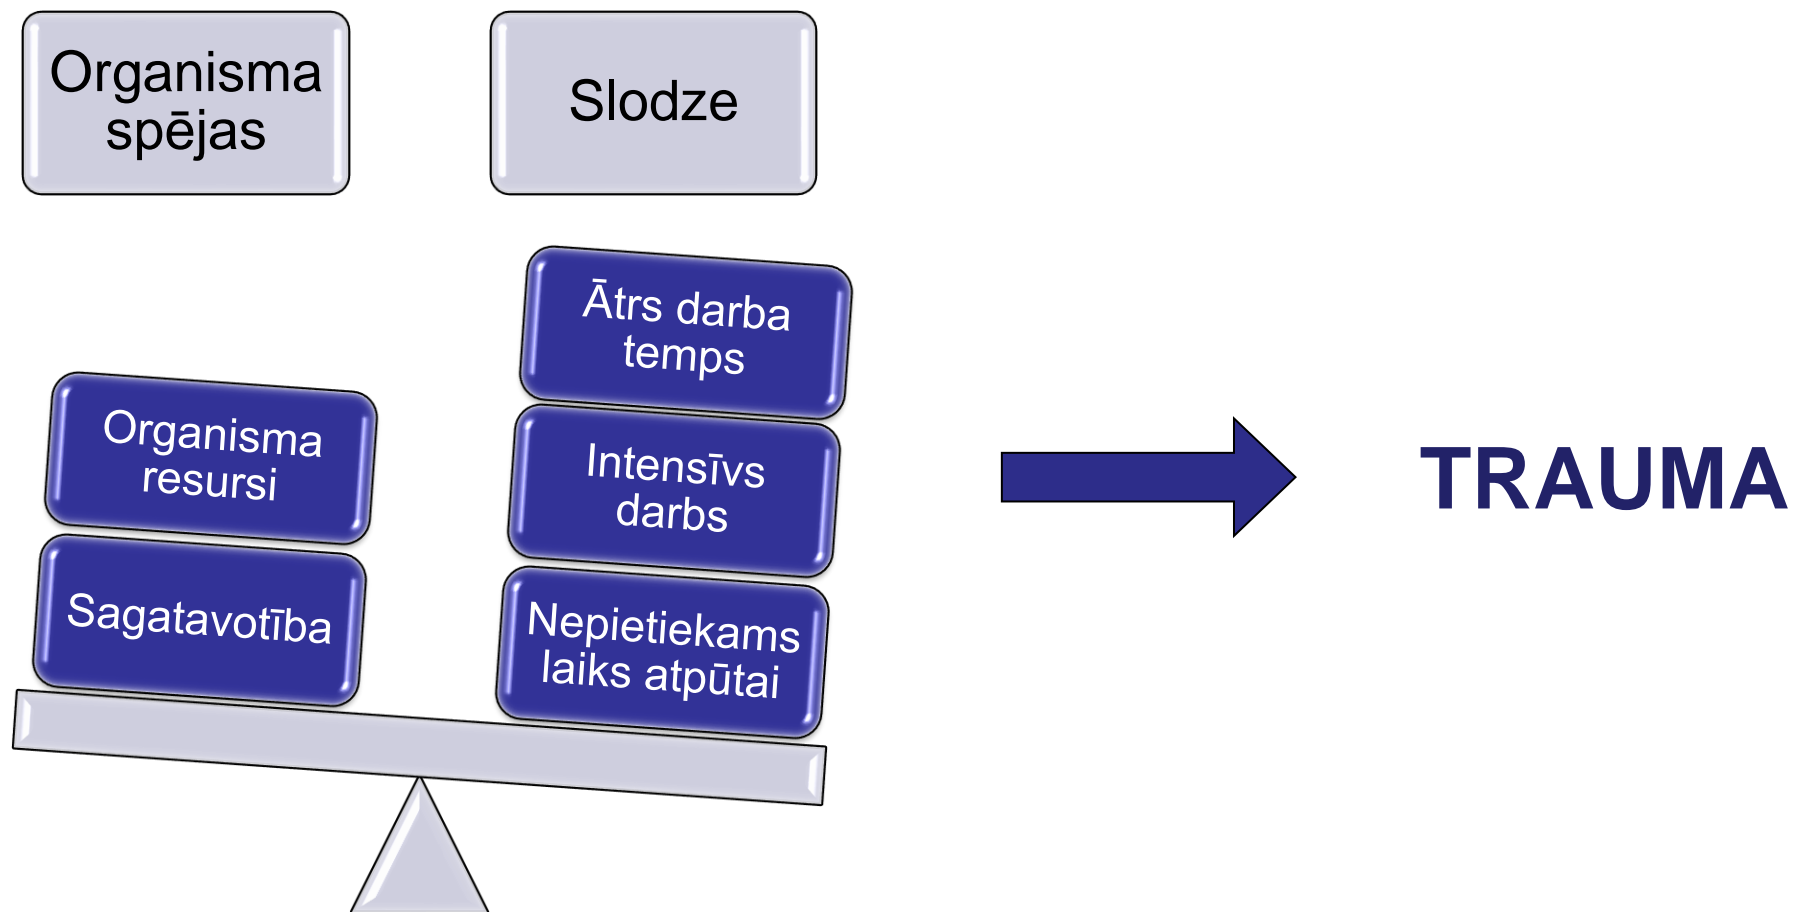 Organisma
spējas
Slodze
Organisma
resursi
Sagatavotība
Ātrs darba
temps
Intensīvs
darbs
Nepietiekams
laiks atpūtai
TRAUMA